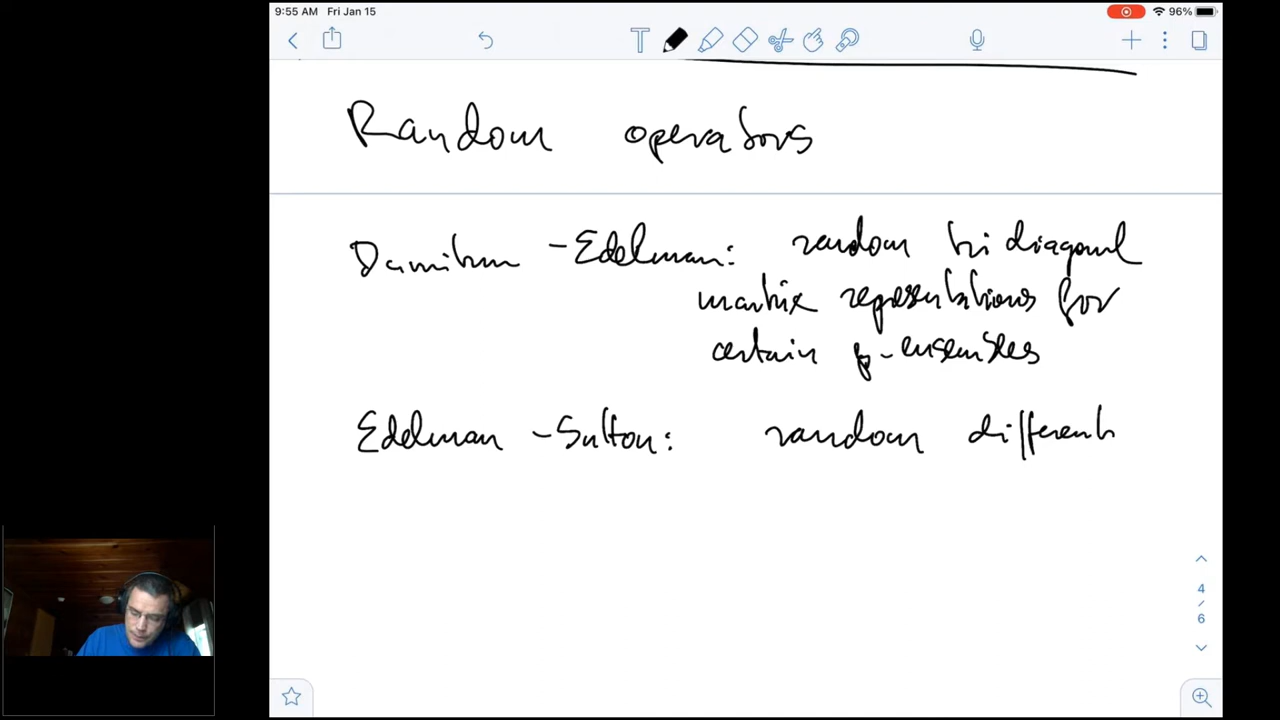 9:55 AM Fri Jan 15
96%
Random operators
Dumitriu - Edelman: random tridiagonal
matrix representations for
certain β-ensembles
Edelman - Sutton: random different
4
/
6